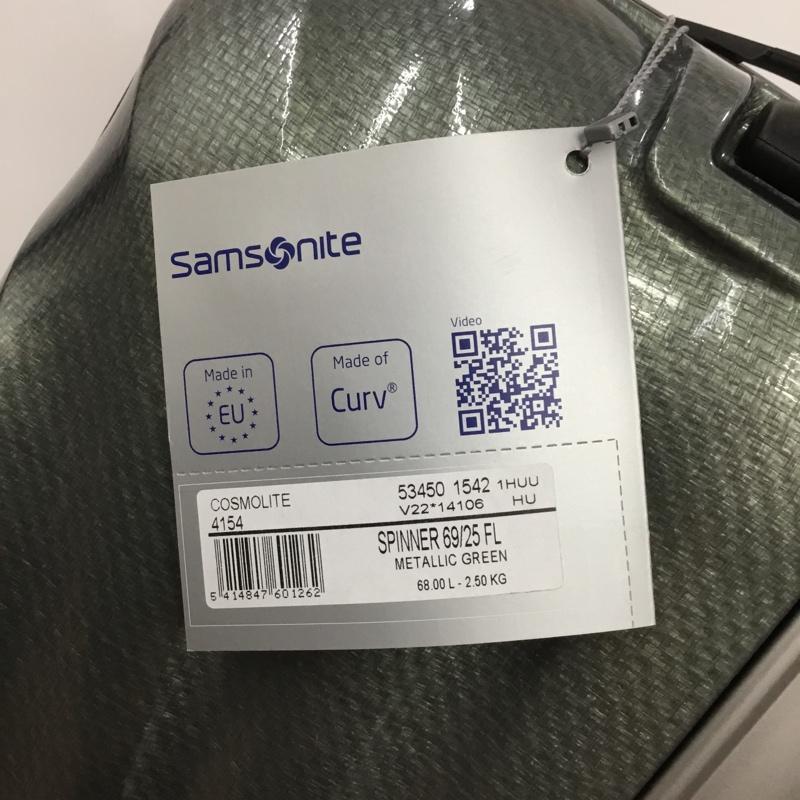 Samsonite
Video
Made in
EU
Made of
Curv®
COSMOLITE
4154
53450 1542 1HUU
V22*14106 HU
SPINNER 69/25 FL
METALLIC GREEN
68.00 L - 2.50 KG
5 414847 601262